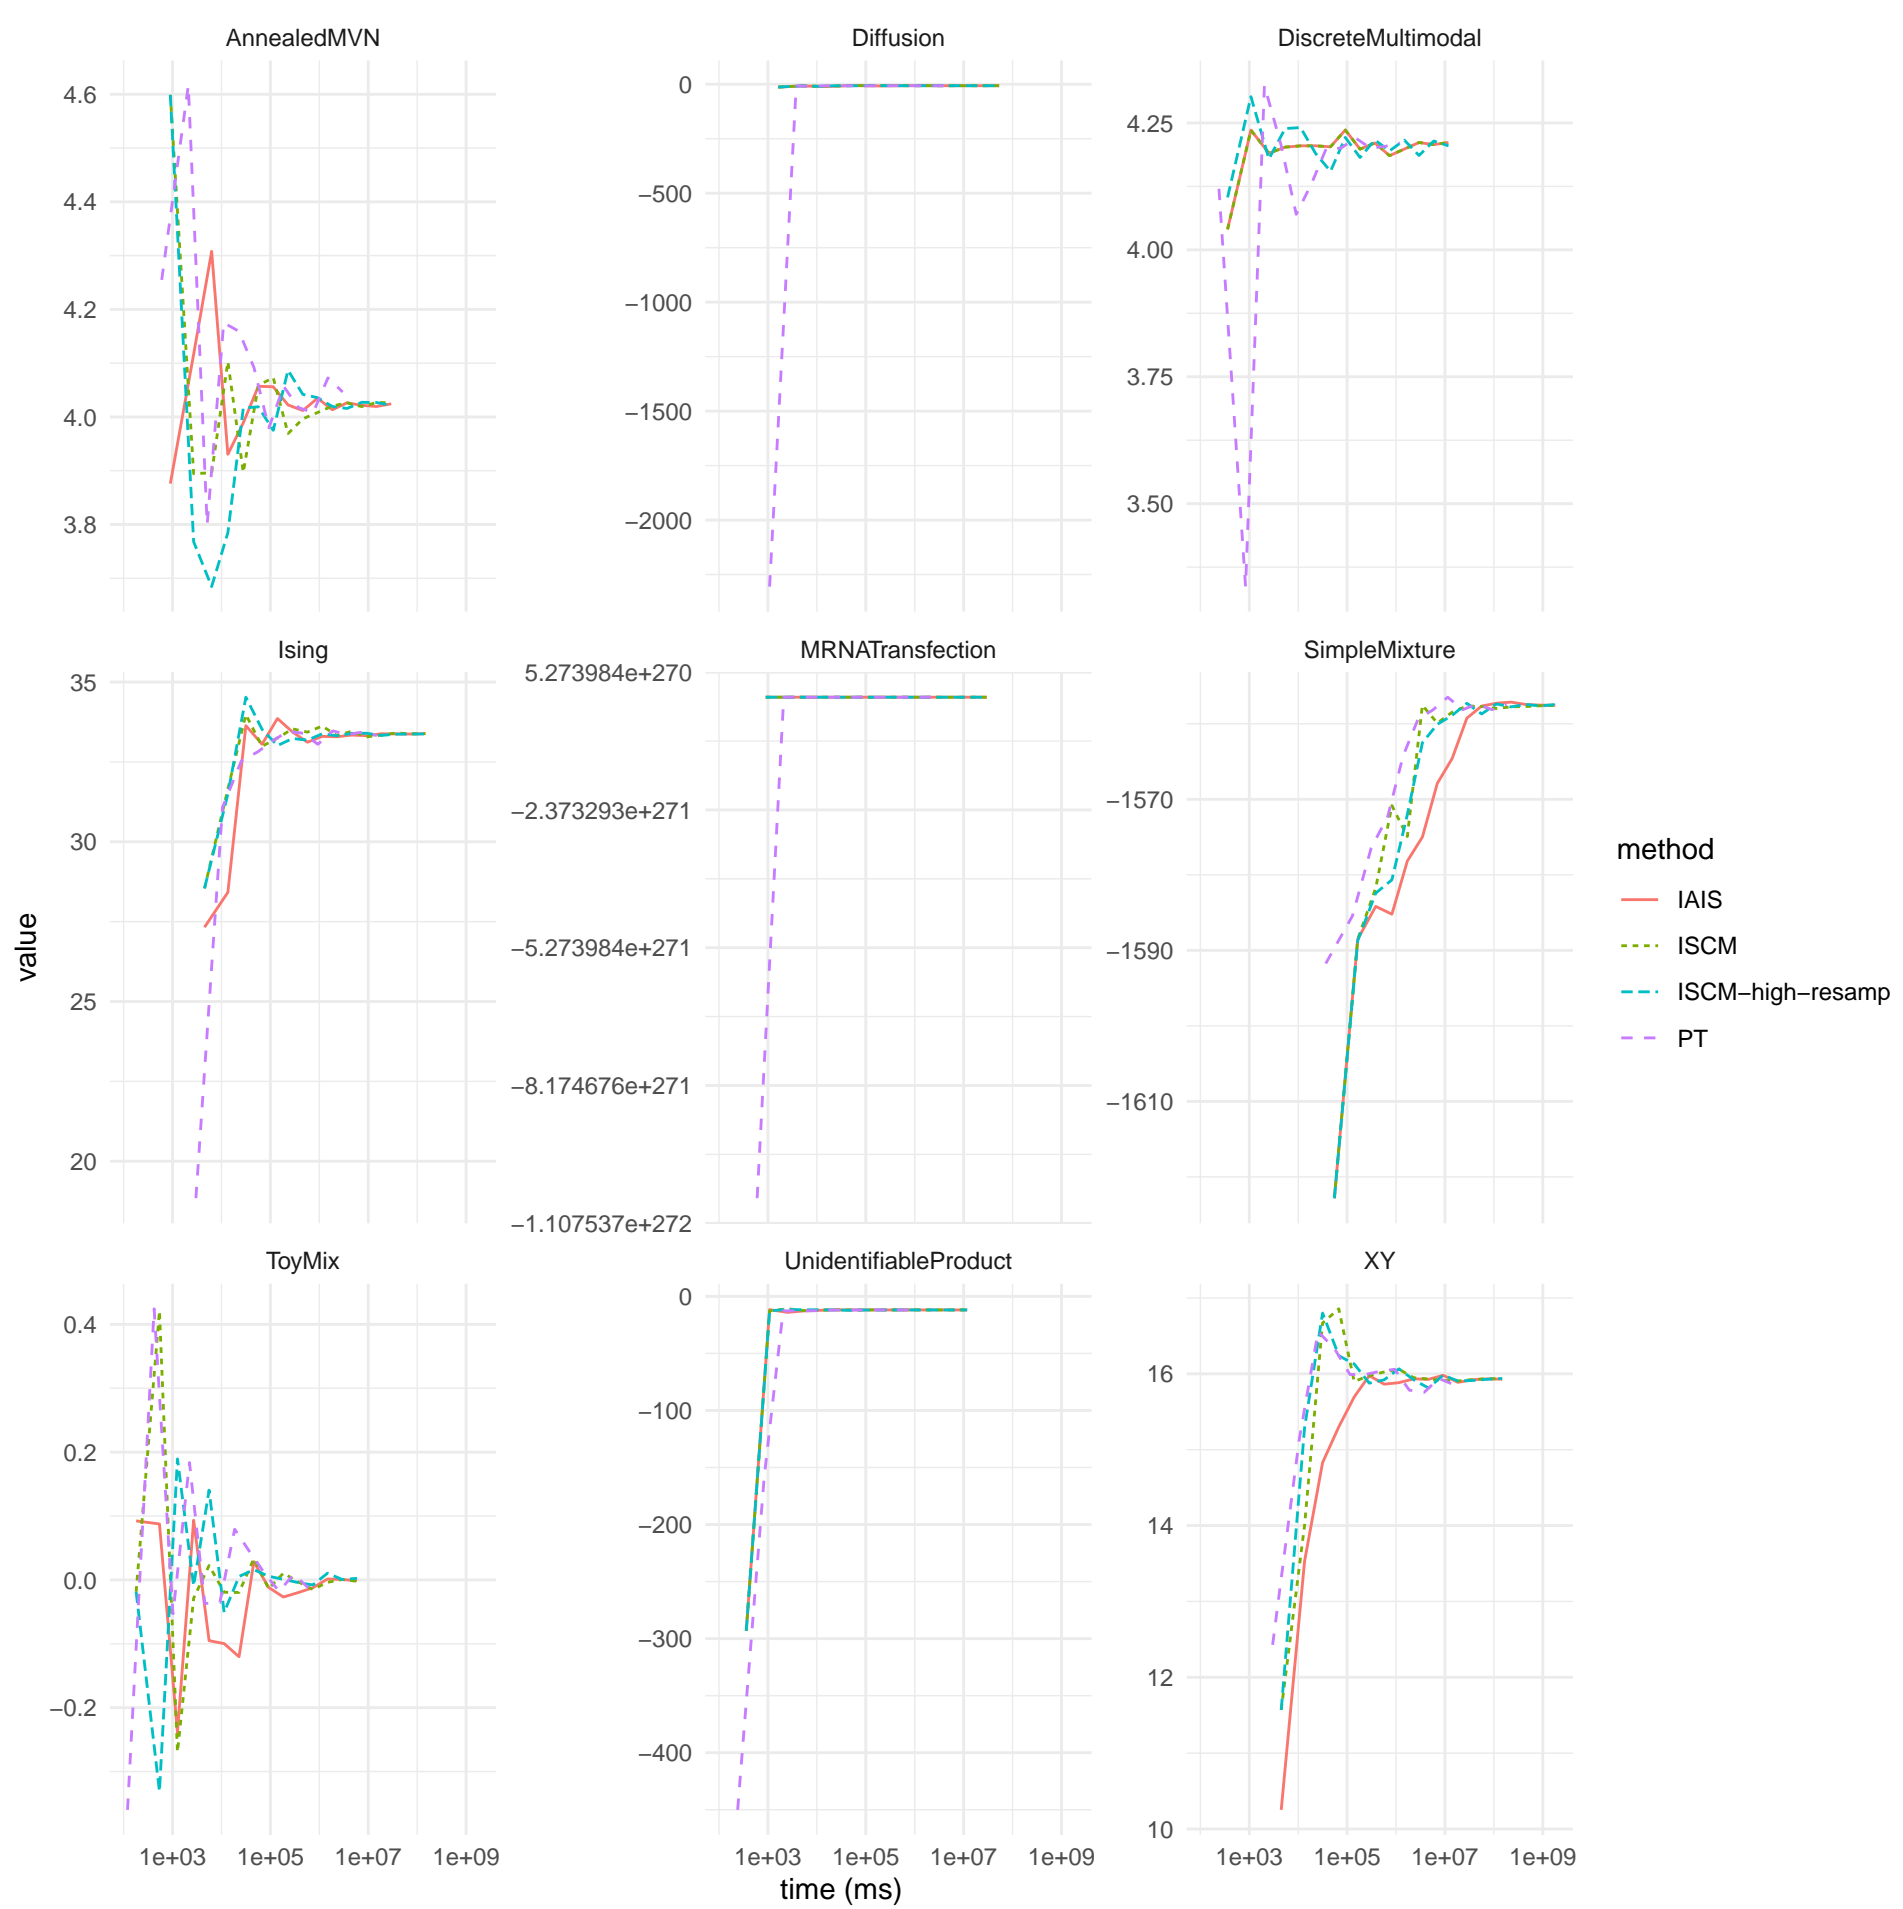 AnnealedMVN
Diffusion
DiscreteMultimodal
4.6
4.4
4.2
4.0
3.8
0
−500
−1000
−1500
−2000
4.25
4.00
3.75
3.50
Ising
MRNATransfection
SimpleMixture
35
30
25
20
5.273984e+270
−2.373293e+271
−5.273984e+271
−8.174676e+271
−1.107537e+272
−1570
−1590
−1610
ToyMix
UnidentifiableProduct
XY
0.4
0.2
0.0
−0.2
0
−100
−200
−300
−400
16
14
12
10
1e+03 1e+05 1e+07 1e+09
1e+03 1e+05 1e+07 1e+09
1e+03 1e+05 1e+07 1e+09
time (ms)
value
method
IAIS
ISCM
ISCM−high−resamp
PT